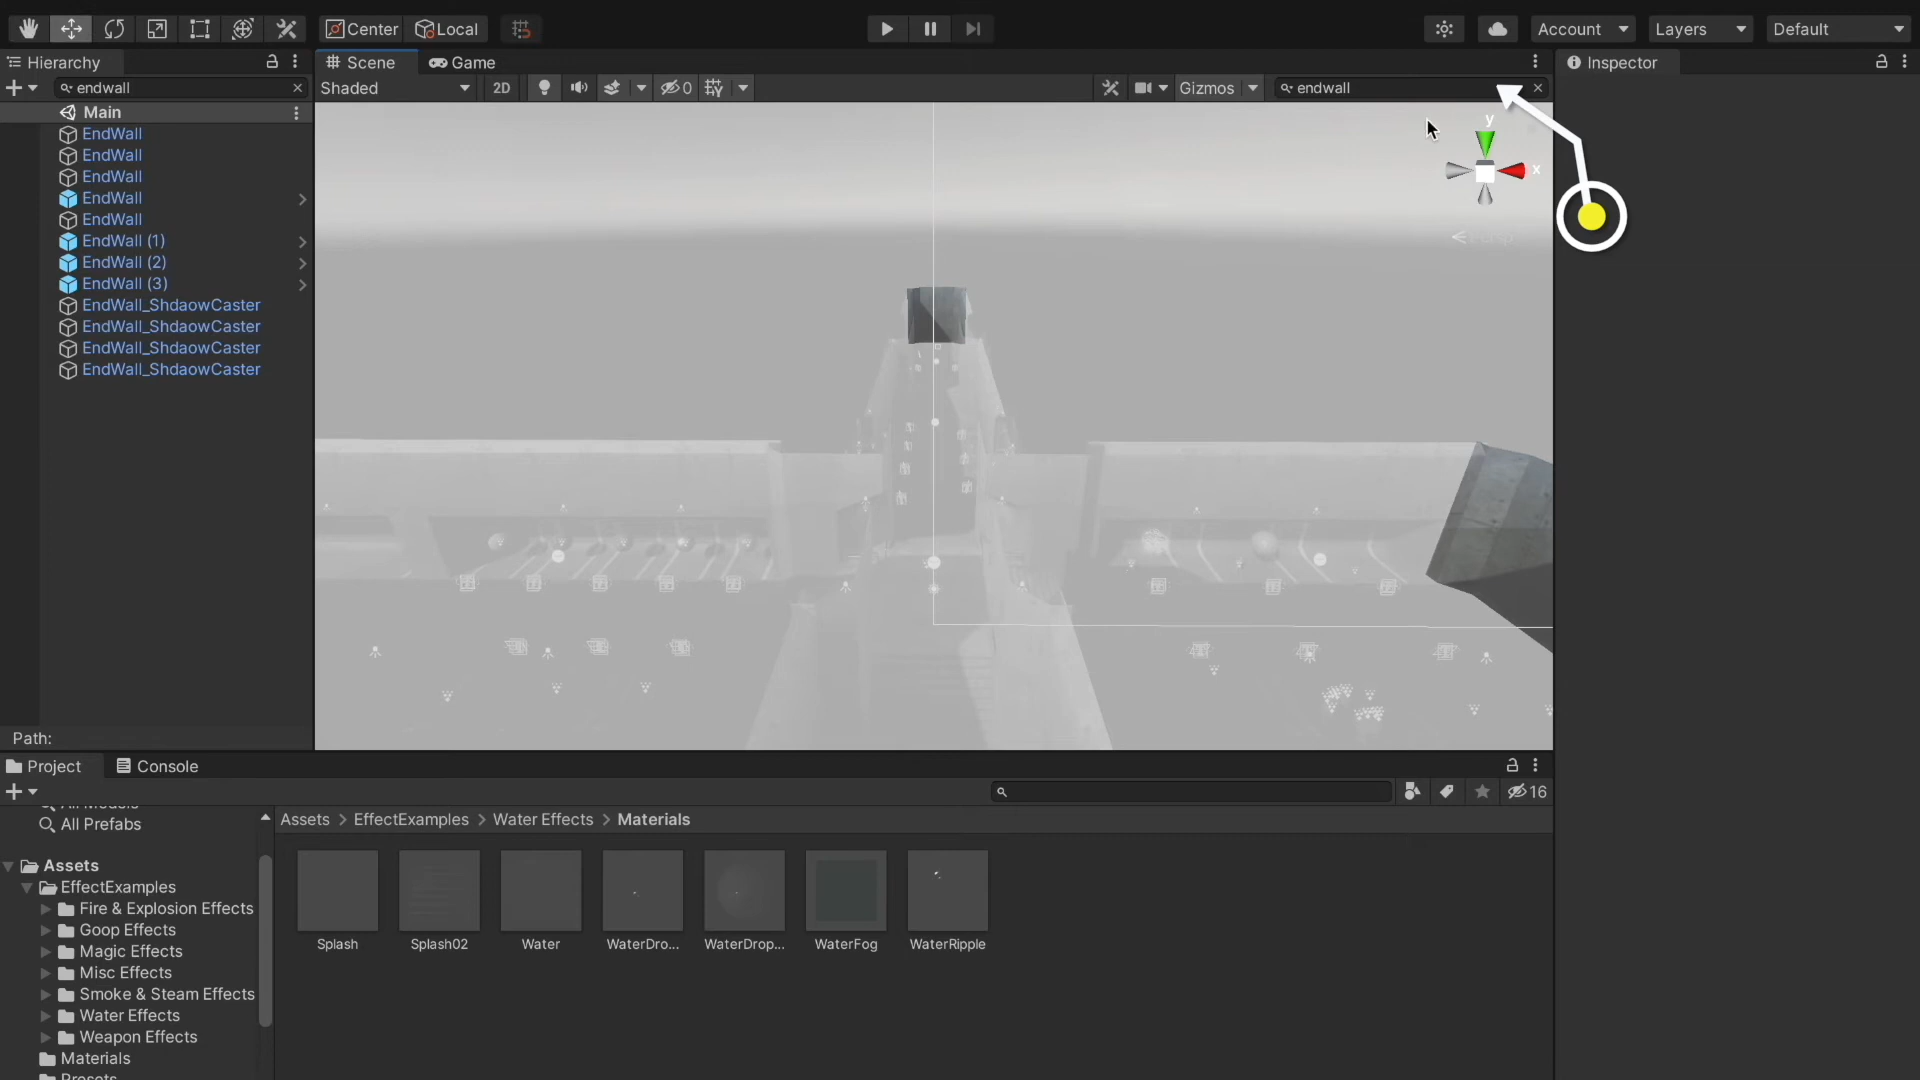 Center
Local
Account
Layers
Default
Hierarchy
Scene
Game
Inspector
endwall
Shaded
2D
0
Gizmos
endwall
Main
EndWall
EndWall
EndWall
EndWall
EndWall
EndWall (1)
EndWall (2)
EndWall (3)
EndWall_ShdaowCaster
EndWall_ShdaowCaster
EndWall_ShdaowCaster
EndWall_ShdaowCaster
y
x
Path:
Project
Console
16
All Models
All Prefabs
Assets > EffectExamples > Water Effects > Materials
Assets
EffectExamples
Fire & Explosion Effects
Goop Effects
Magic Effects
Misc Effects
Smoke & Steam Effects
Water Effects
Weapon Effects
Materials
Presets
Splash
Splash02
Water
WaterDro...
WaterDrop...
WaterFog
WaterRipple